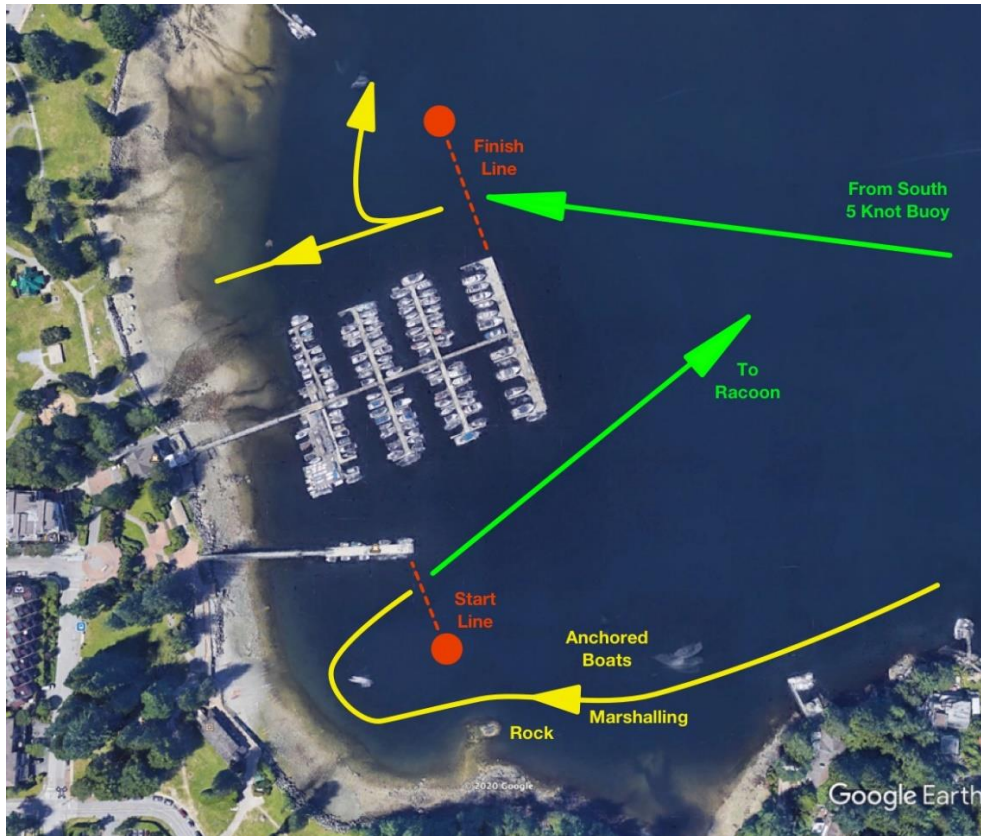 Finish
Line
From South
5 Knot Buoy
To
Racoon
Start
Line
Anchored
Boats
Marshalling
Rock
© 2020 Google
Google Earth